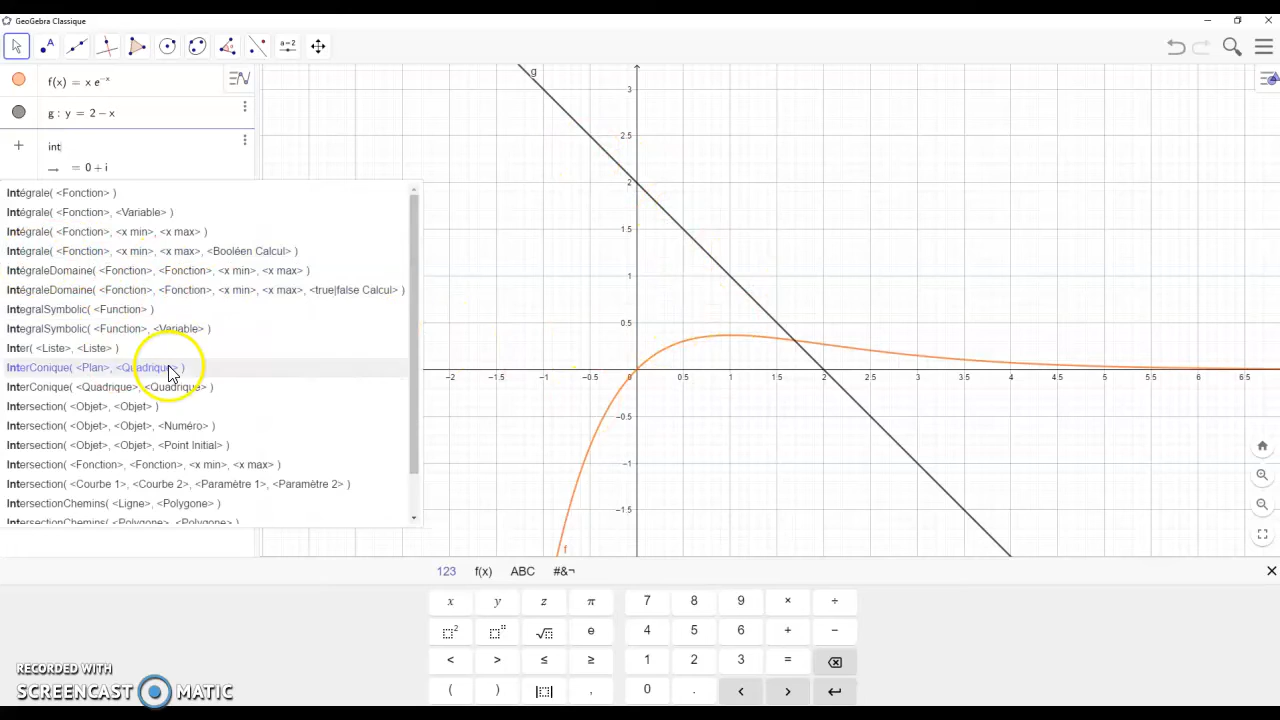 GeoGebra Classique
a=2
f(x) = x e^{-x}
g : y = 2 − x
int
→ = 0 + i
Intégrale( <Fonction> )
Intégrale( <Fonction>, <Variable> )
Intégrale( <Fonction>, <x min>, <x max> )
Intégrale( <Fonction>, <x min>, <x max>, <Booléen Calcul> )
IntégraleDomaine( <Fonction>, <Fonction>, <x min>, <x max> )
IntégraleDomaine( <Fonction>, <Fonction>, <x min>, <x max>, <true|false Calcul> )
IntegralSymbolic( <Function> )
IntegralSymbolic( <Function>, <Variable> )
Inter( <Liste>, <Liste> )
InterConique( <Plan>, <Quadrique> )
InterConique( <Quadrique>, <Quadrique> )
Intersection( <Objet>, <Objet> )
Intersection( <Objet>, <Objet>, <Numéro> )
Intersection( <Objet>, <Objet>, <Point Initial> )
Intersection( <Fonction>, <Fonction>, <x min>, <x max> )
Intersection( <Courbe 1>, <Courbe 2>, <Paramètre 1>, <Paramètre 2> )
IntersectionChemins( <Ligne>, <Polygone> )
IntersectionChemins( <Polygone>, <Polygone> )
g
3
2.5
2
1.5
1
0.5
−2 −1.5 −1 −0.5 0 0.5 1 1.5 2 2.5 3 3.5 4 4.5 5 5.5 6 6.5
−0.5
−1
−1.5
f
123 f(x) ABC #&¬
x y z π 7 8 9 × ÷
2 √ e 4 5 6 + −
< > ≤ ≥ 1 2 3 =
( ) , 0 . < >
RECORDED WITH
SCREENCAST MATIC